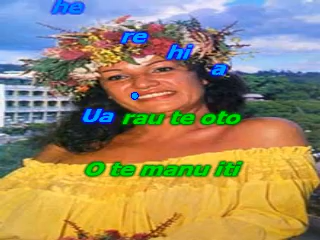 he
re
hi
a
Ua rau te oto
O te manu iti